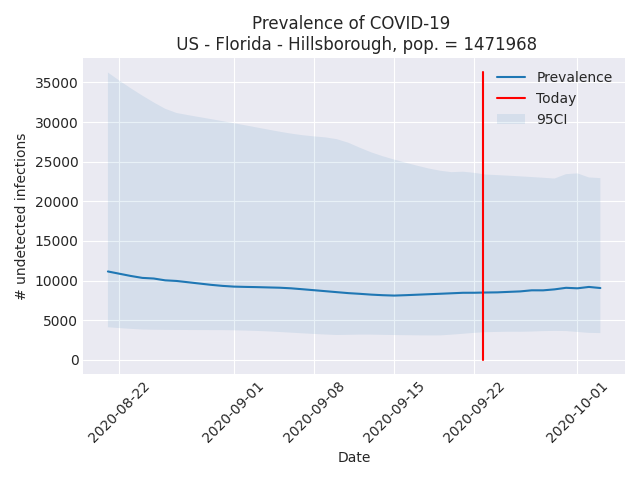 Prevalence of COVID-19
US - Florida - Hillsborough, pop. = 1471968
Prevalence
Today
95CI
# undetected infections
35000
30000
25000
20000
15000
10000
5000
0
2020-08-22
2020-09-01
2020-09-08
2020-09-15
2020-09-22
2020-10-01
Date